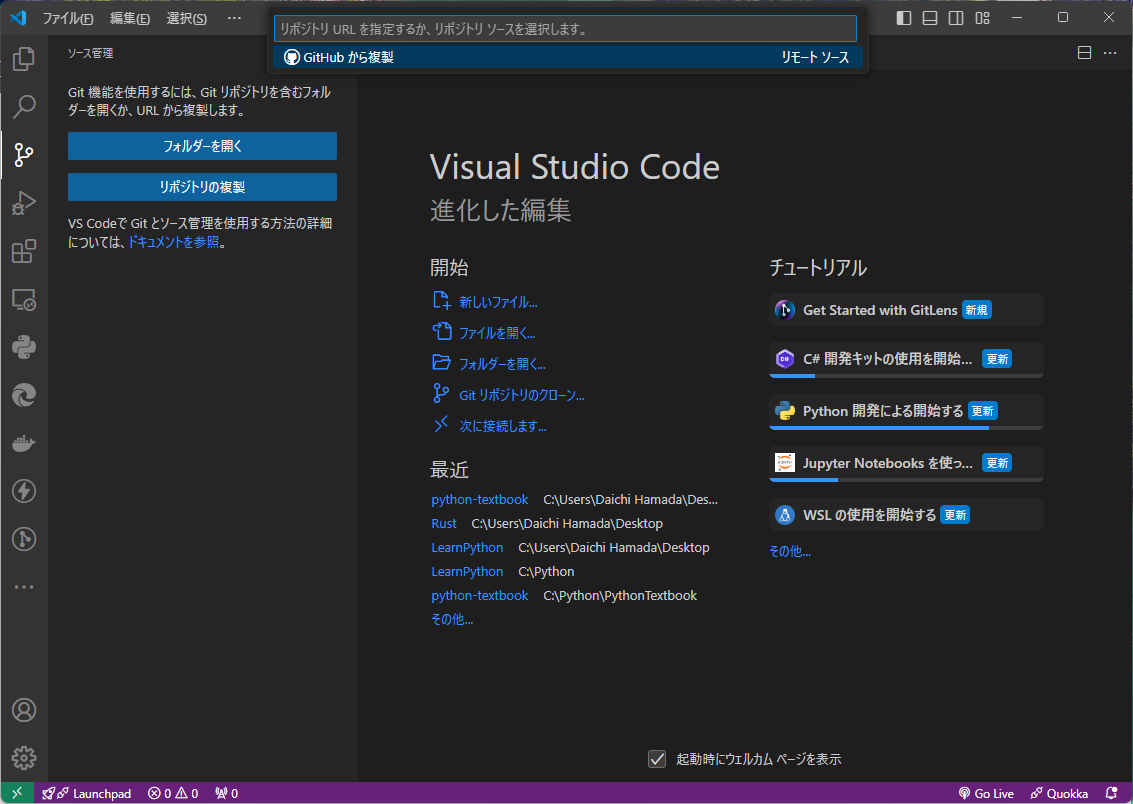 ファイル(F) 編集(E) 選択(S) …
リポジトリ URL を指定するか、リポジトリ ソースを選択します。
GitHub から複製 リモート ソース
ソース管理
Git 機能を使用するには、Git リポジトリを含むフォル
ダーを開くか、URL から複製します。
フォルダーを開く
リポジトリの複製
VS Codeで Git とソース管理を使用する方法の詳細
については、ドキュメントを参照。
Visual Studio Code
進化した編集
開始
新しいファイル...
ファイルを開く...
フォルダーを開く...
Git リポジトリのクローン...
次に接続します...
最近
python-textbook C:\Users\Daichi Hamada\Des...
Rust C:\Users\Daichi Hamada\Desktop
LearnPython C:\Users\Daichi Hamada\Desktop
LearnPython C:\Python
python-textbook C:\Python\PythonTextbook
その他...
チュートリアル
Get Started with GitLens 新規
C# 開発キットの使用を開始... 更新
Python 開発による開始する 更新
Jupyter Notebooks を使っ... 更新
WSL の使用を開始する 更新
その他...
起動時にウェルカム ページを表示
Launchpad 0 0 0 Go Live Quokka